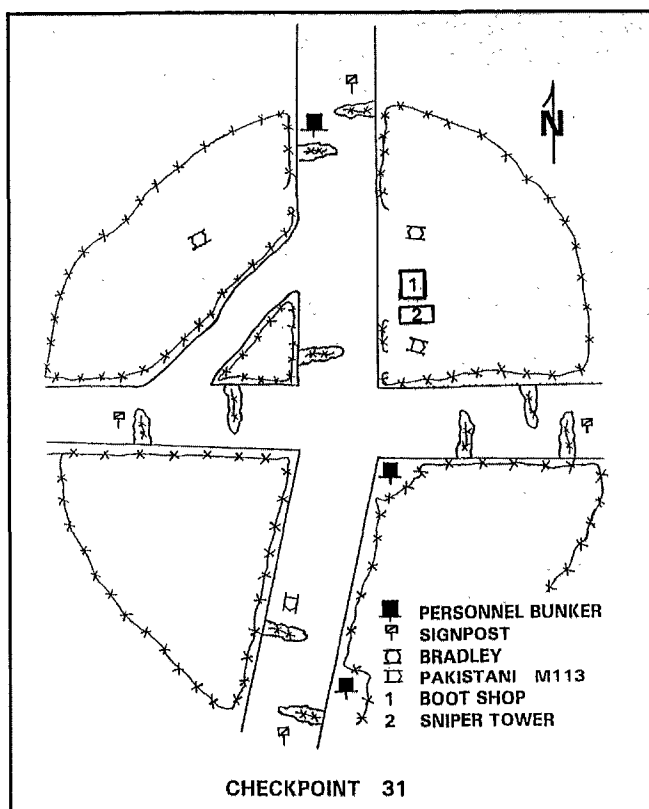 N
1
2
PERSONNEL BUNKER
SIGNPOST
BRADLEY
PAKISTANI M113
1 BOOT SHOP
2 SNIPER TOWER
CHECKPOINT 31